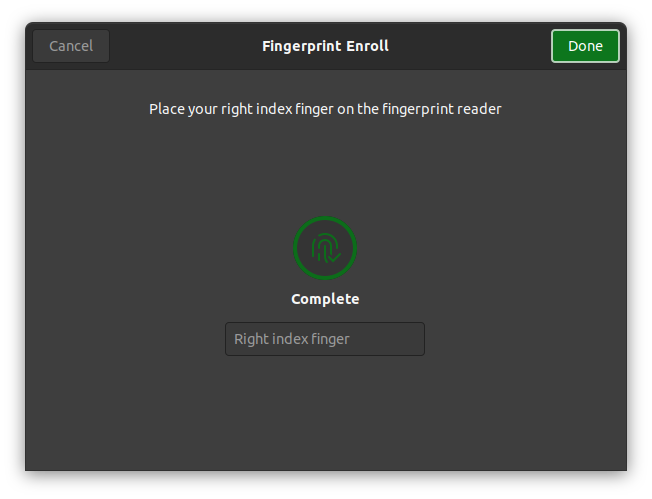 Cancel
Fingerprint Enroll
Done
Place your right index finger on the fingerprint reader
Complete
Right index finger